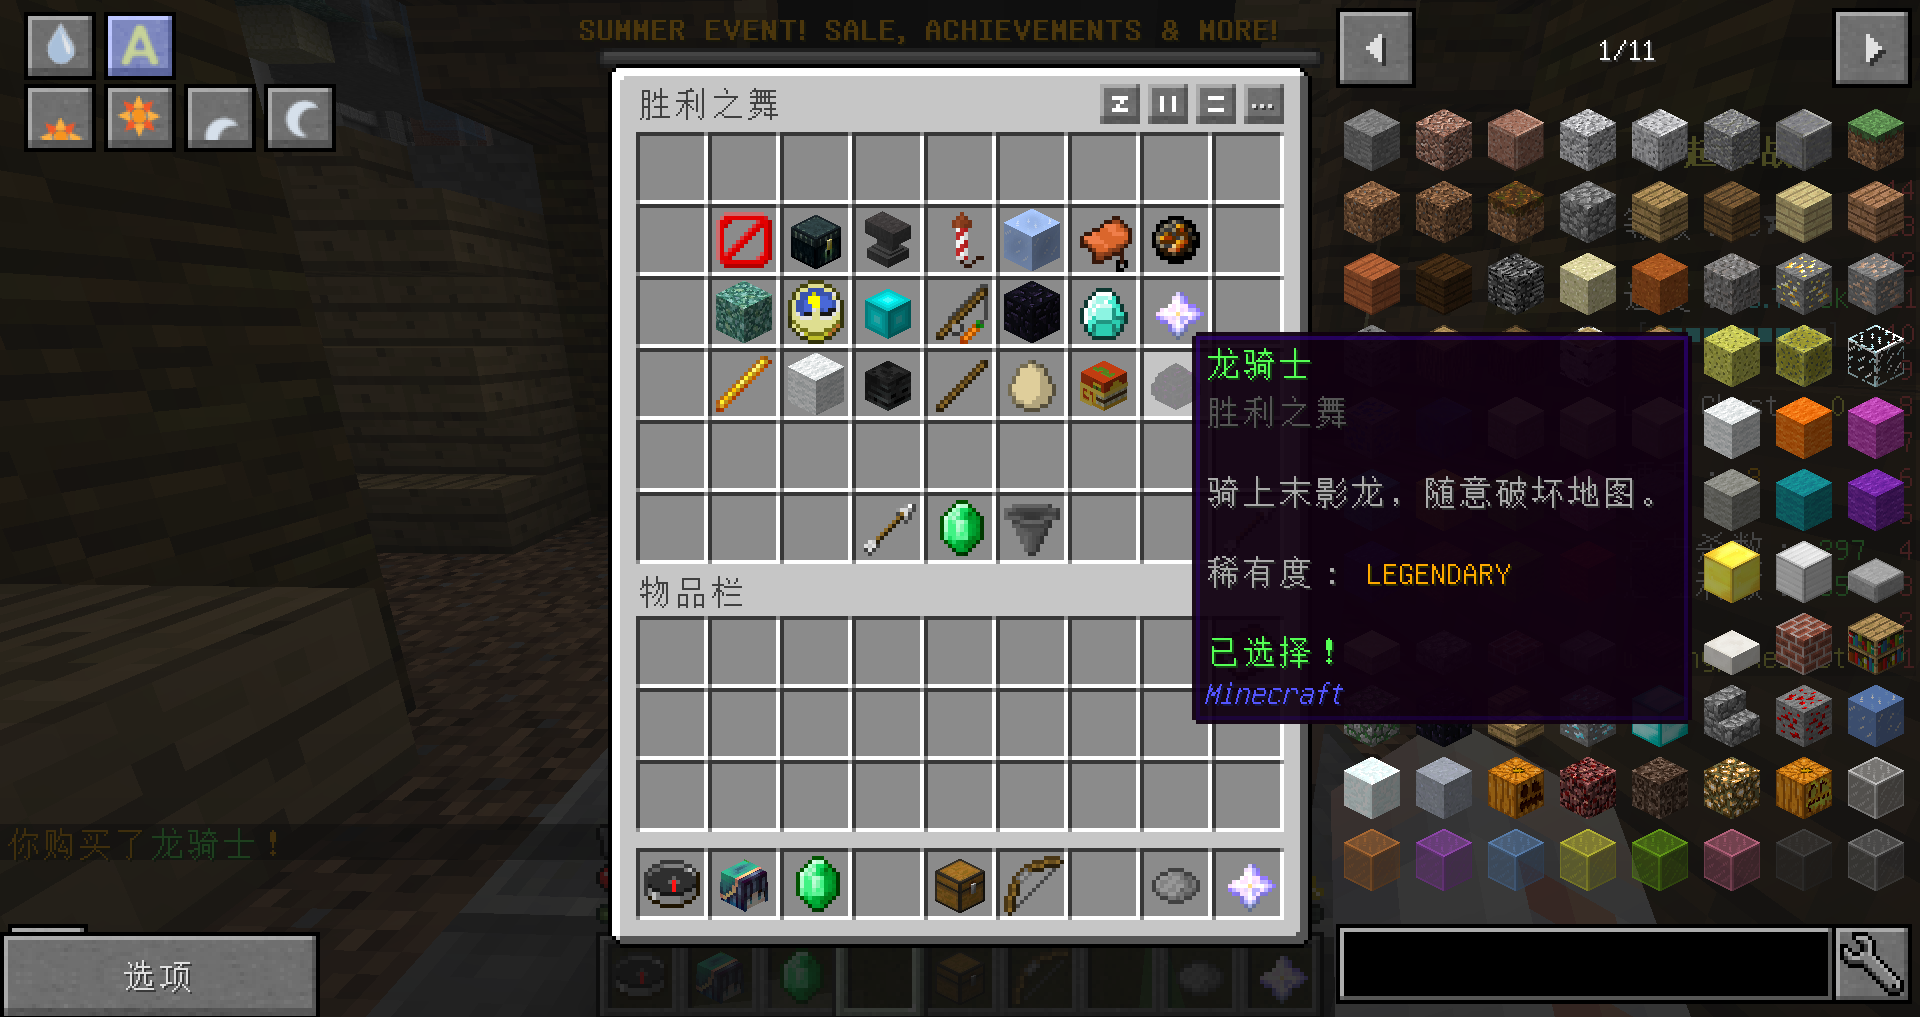 SUMMER EVENT! SALE, ACHIEVEMENTS & MORE!
A
胜利之舞
1/11
龙骑士
胜利之舞
骑上末影龙，随意破坏地图。
稀有度： LEGENDARY
已选择！
Minecraft
物品栏
你购买了龙骑士！
选项